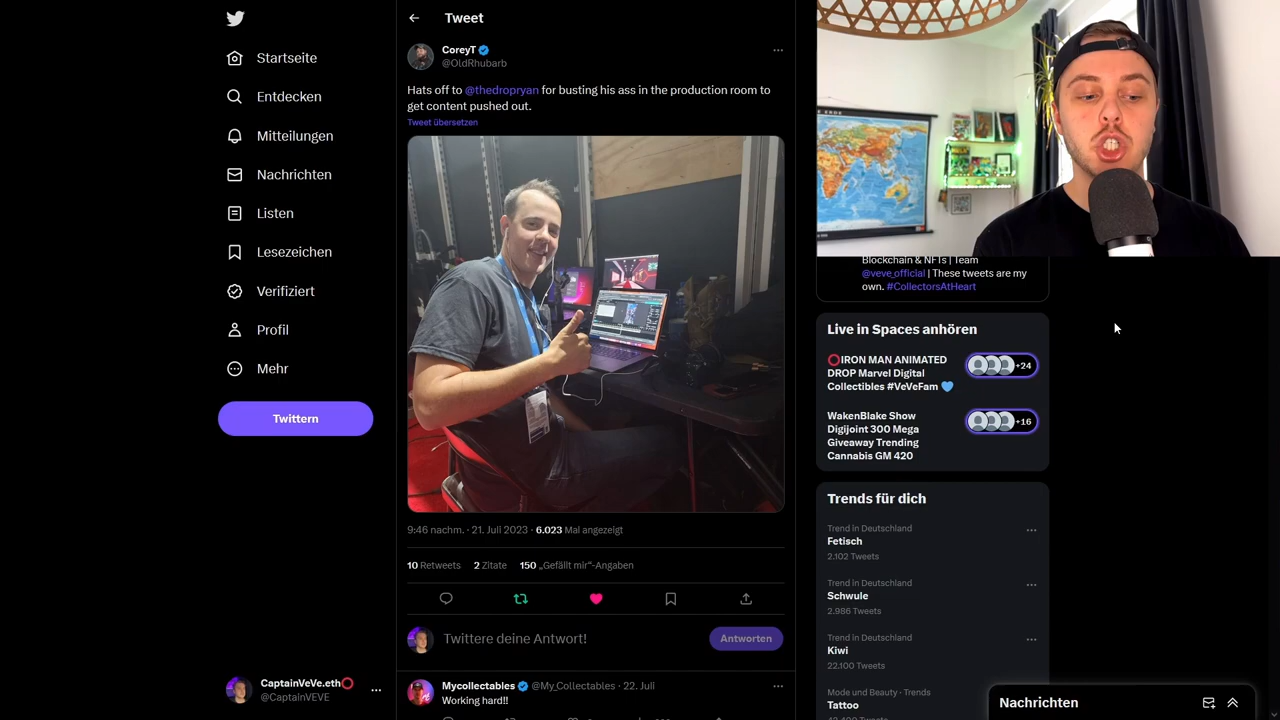 Startseite
Entdecken
Mitteilungen
Nachrichten
Listen
Lesezeichen
Verifiziert
Profil
Mehr
Twittern
CaptainVeVe.eth⭕
@CaptainVEVE
Tweet
CoreyT
@OldRhubarb
Hats off to @thedropryan for busting his ass in the production room to
get content pushed out.
Tweet übersetzen
9:46 nachm. · 21. Juli 2023 · 6.023 Mal angezeigt
10 Retweets 2 Zitate 150 „Gefällt mir“-Angaben
Twittere deine Antwort!
Antworten
Mycollectables @My_Collectables · 22. Juli
Working hard!!
Blockchain & NFTs | Team
@veve_official | These tweets are my
own. #CollectorsAtHeart
Live in Spaces anhören
⭕IRON MAN ANIMATED
DROP Marvel Digital
Collectibles #VeVeFam 💙
+24
WakenBlake Show
Digijoint 300 Mega
Giveaway Trending
Cannabis GM 420
+16
Trends für dich
Trend in Deutschland
Fetisch
2.102 Tweets
Trend in Deutschland
Schwule
2.986 Tweets
Trend in Deutschland
Kiwi
22.100 Tweets
Mode und Beauty · Trends
Tattoo
Nachrichten